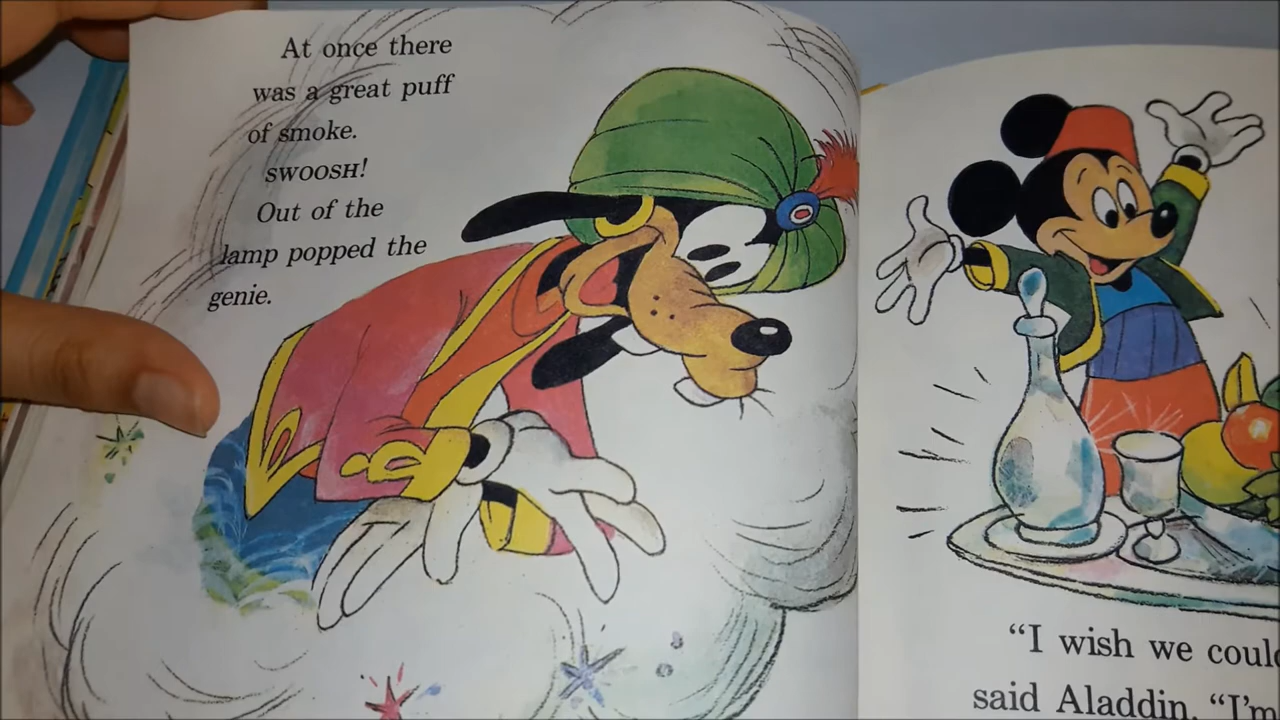 At once there
was a great puff
of smoke.
SWOOSH!
Out of the
lamp popped the
genie.
"I wish we
said Aladdin. "I'm